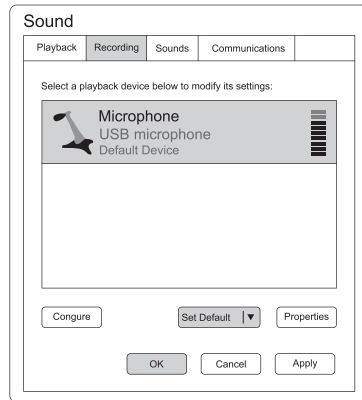 Sound
Playback Recording Sounds Communications
Select a playback device below to modify its settings:
Microphone
USB microphone
Default Device
Congure Set Default Properties
OK Cancel Apply